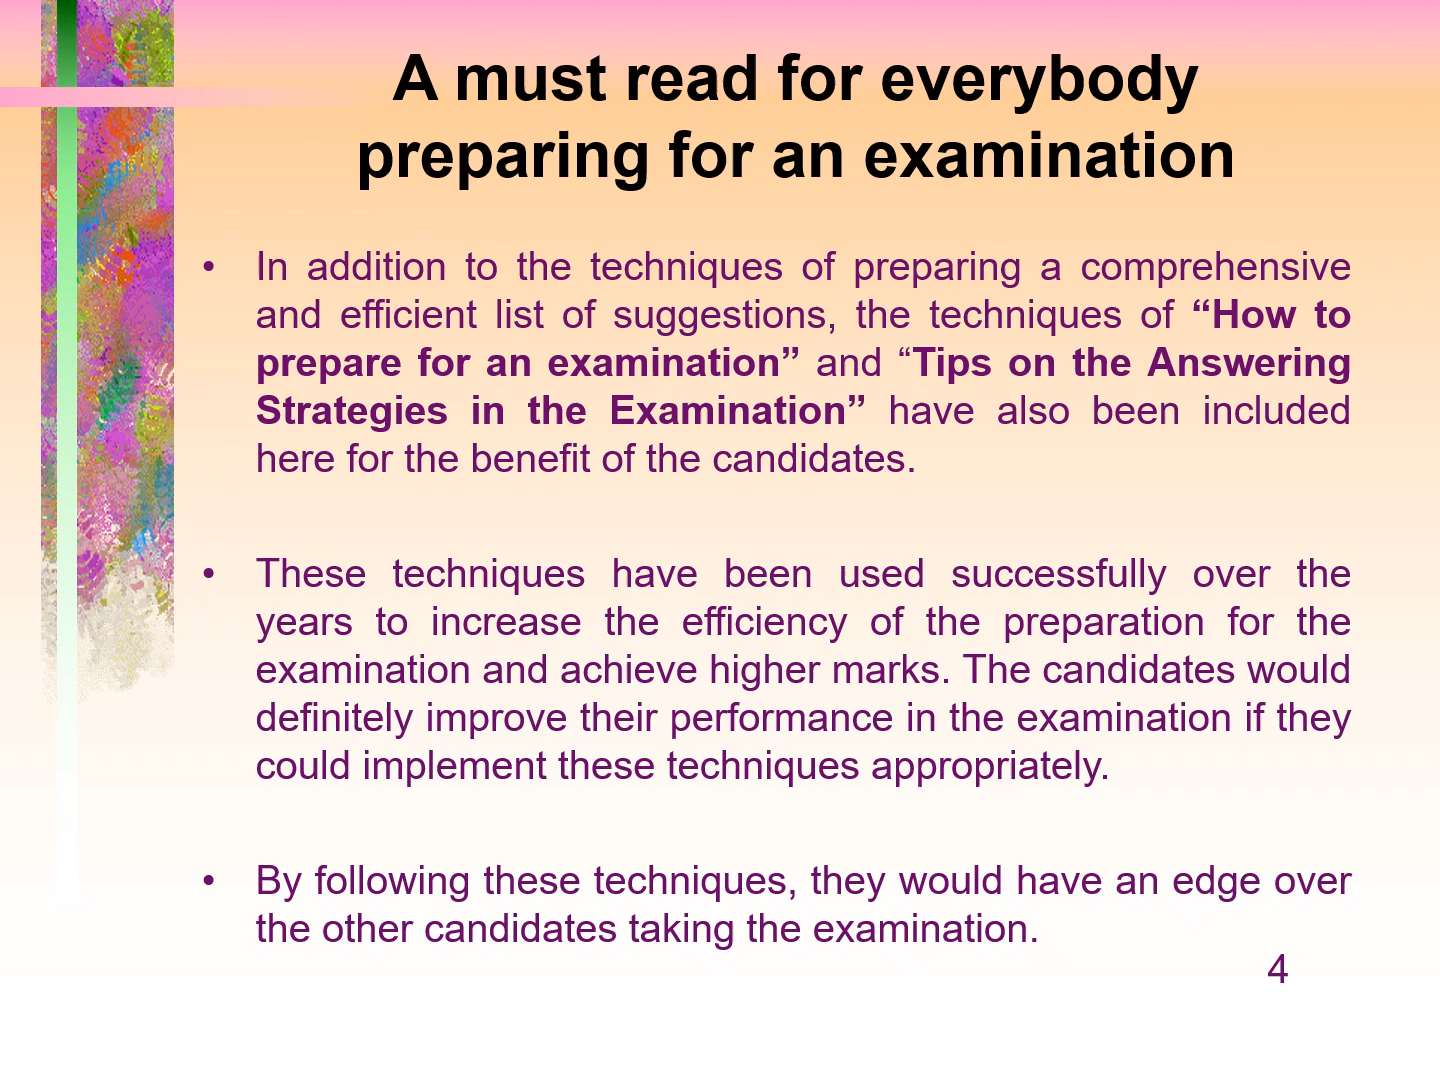 A must read for everybody
preparing for an examination
• In addition to the techniques of preparing a comprehensive
and efficient list of suggestions, the techniques of “How to
prepare for an examination” and “Tips on the Answering
Strategies in the Examination” have also been included
here for the benefit of the candidates.
• These techniques have been used successfully over the
years to increase the efficiency of the preparation for the
examination and achieve higher marks. The candidates would
definitely improve their performance in the examination if they
could implement these techniques appropriately.
• By following these techniques, they would have an edge over
the other candidates taking the examination.
4